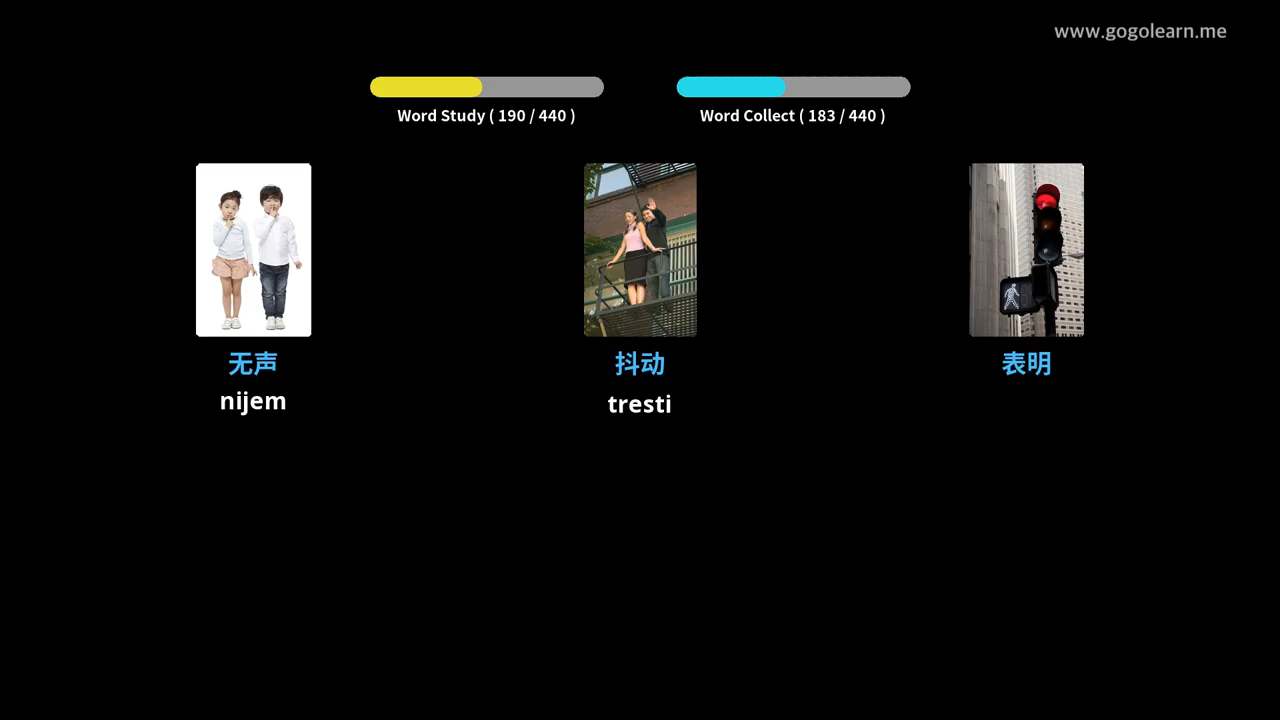 www.gogolearn.me
Word Study ( 190 / 440 )
Word Collect ( 183 / 440 )
无声
抖动
表明
nijem
tresti